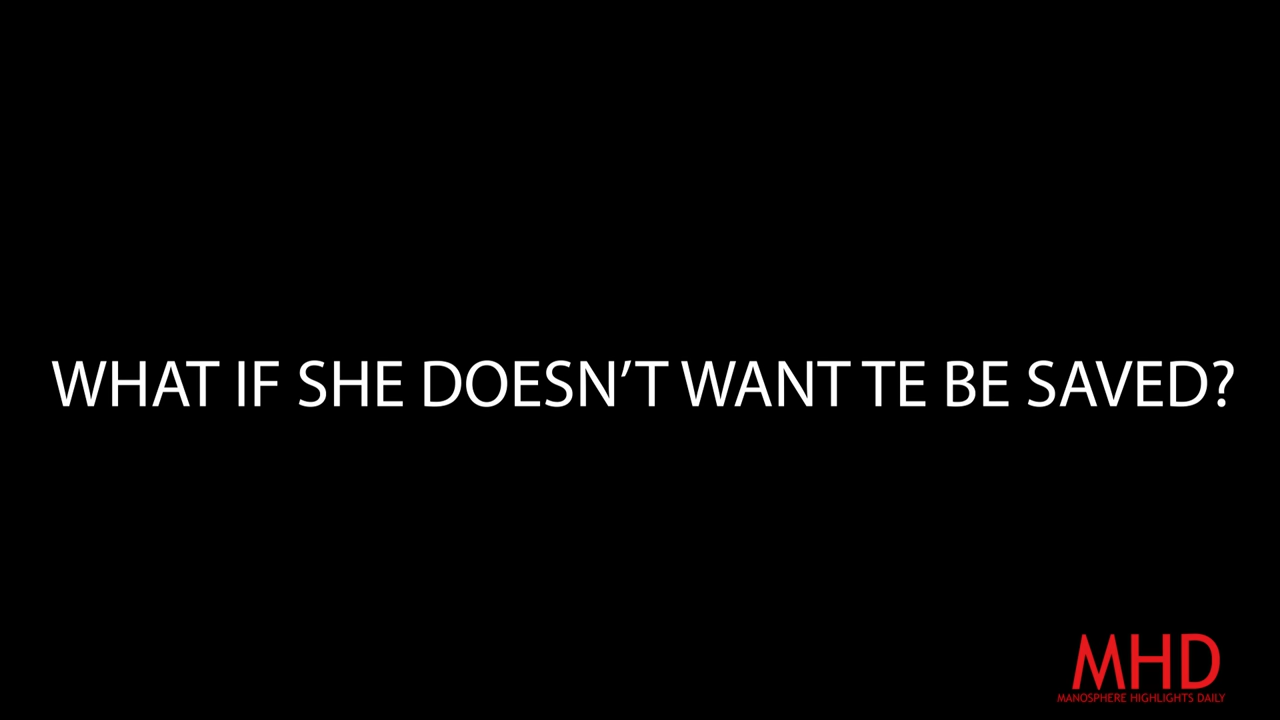 WHAT IF SHE DOESN’T WANT TE BE SAVED?
MHD
MANOSPHERE HIGHLIGHTS DAILY